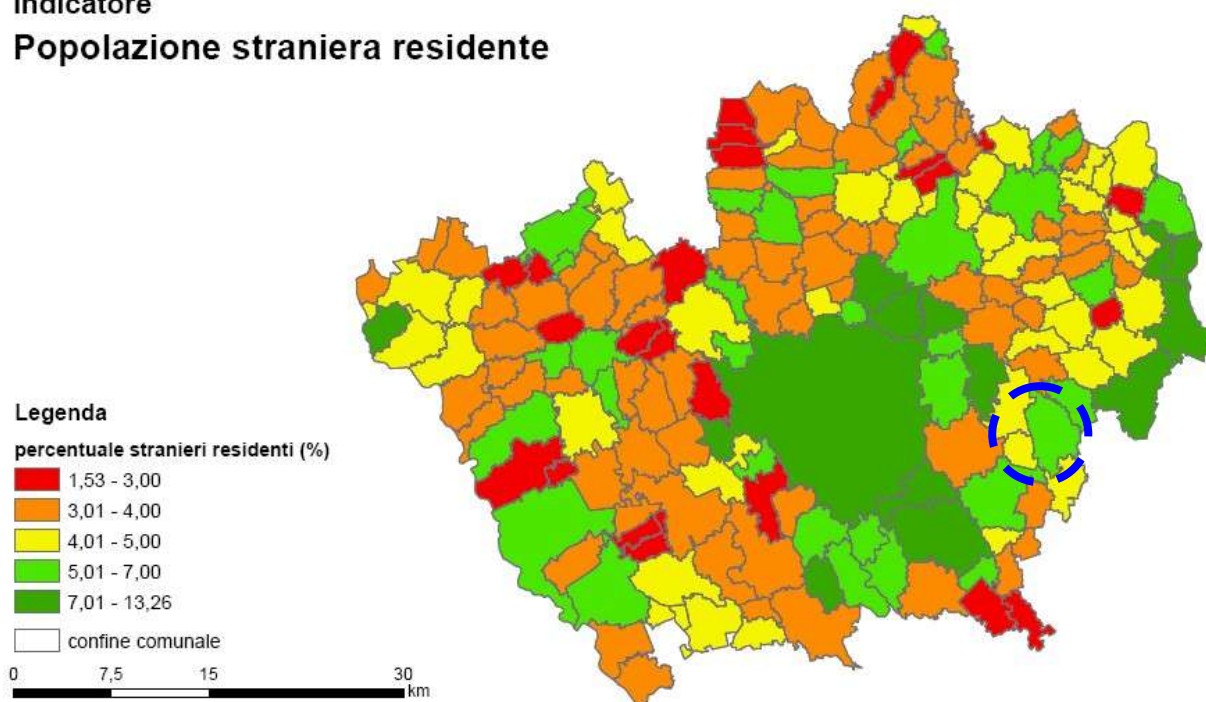 Indicatore
Popolazione straniera residente
Legenda
percentuale stranieri residenti (%)
1,53 - 3,00
3,01 - 4,00
4,01 - 5,00
5,01 - 7,00
7,01 - 13,26
confine comunale
0 7,5 15 30
km